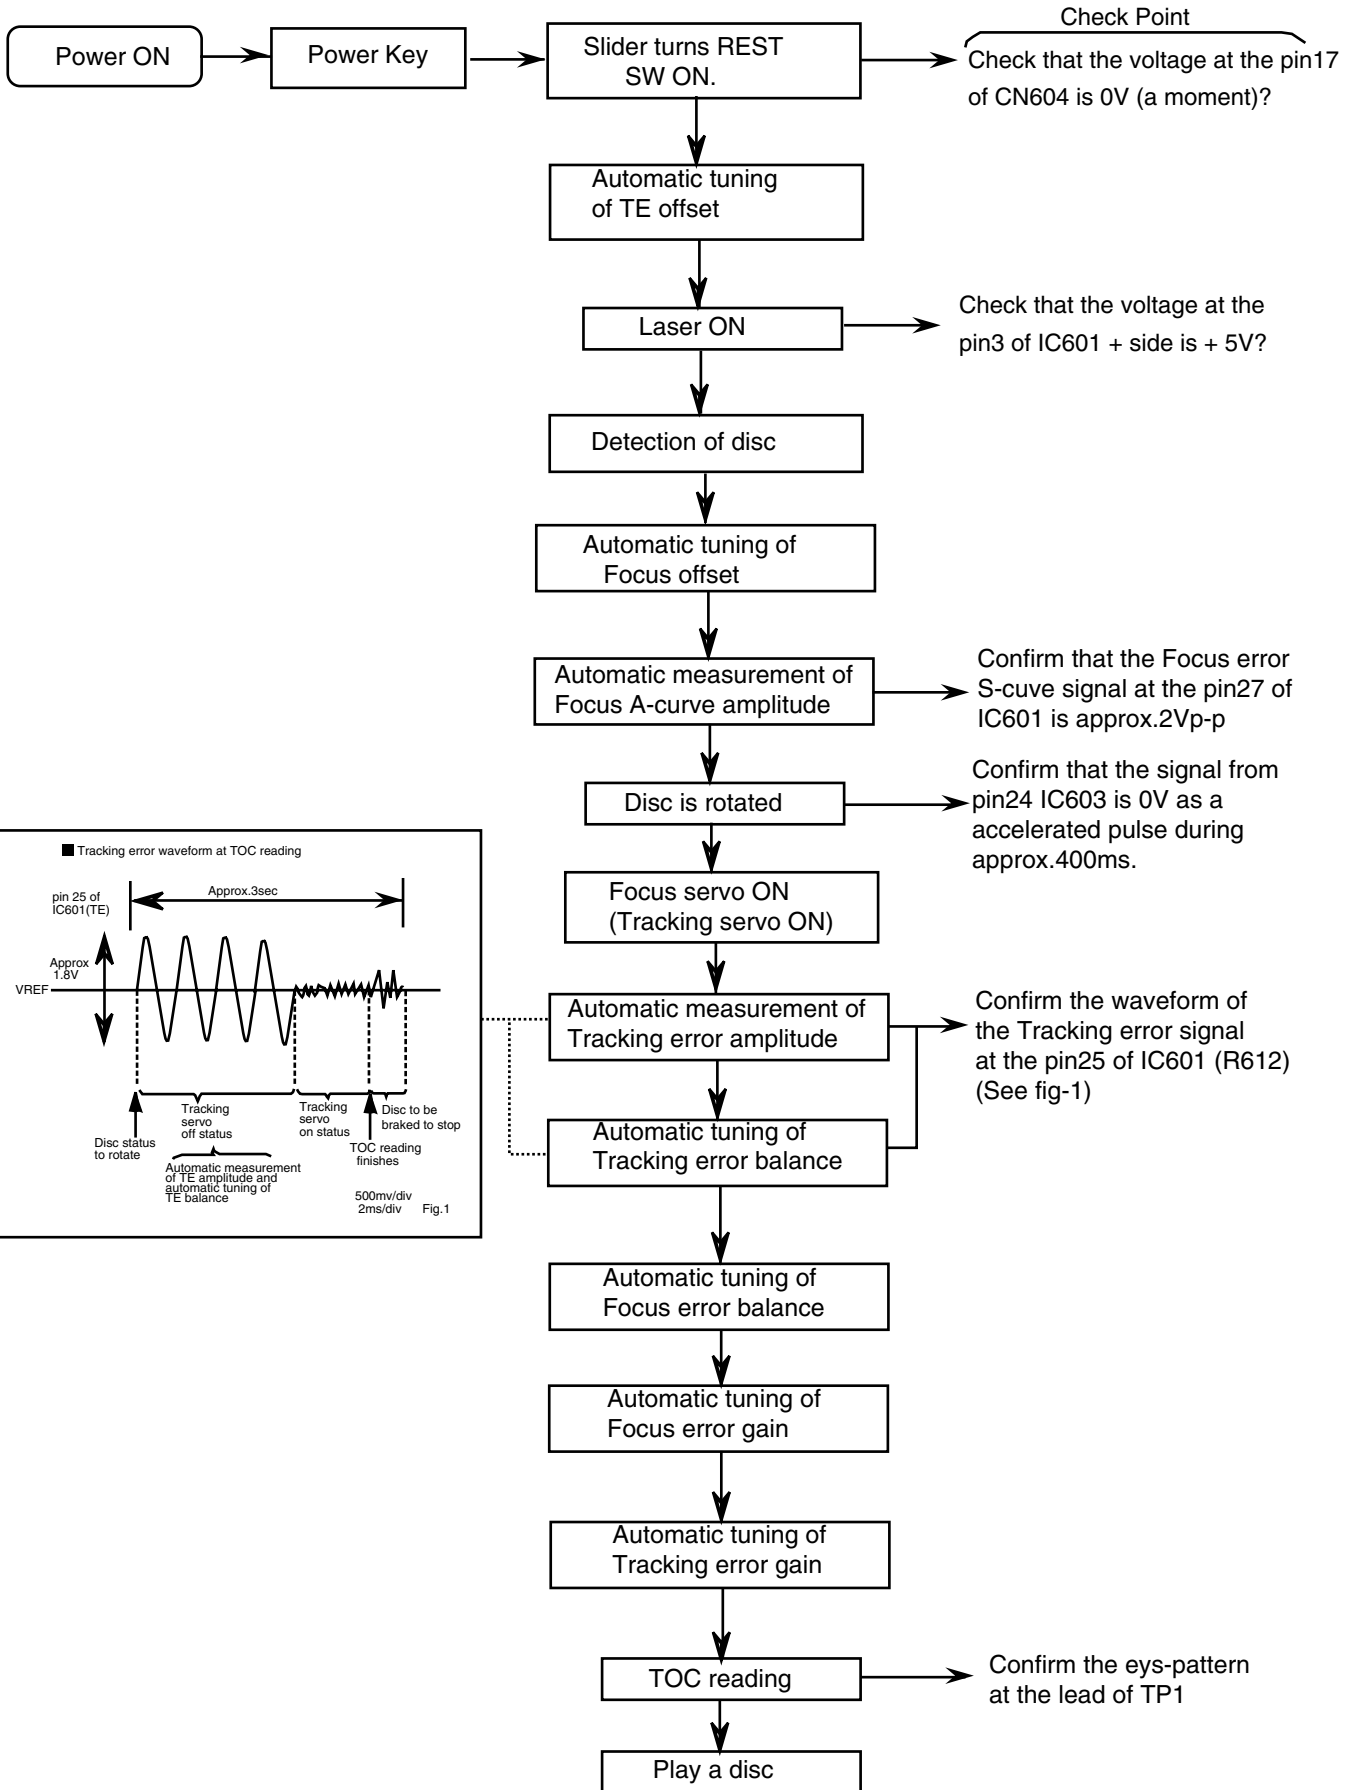 Check Point
Power ON
Power Key
Slider turns REST
SW ON.
Check that the voltage at the pin17
of CN604 is 0V (a moment)?
Automatic tuning
of TE offset
Laser ON
Check that the voltage at the
pin3 of IC601 + side is + 5V?
Detection of disc
Automatic tuning of
Focus offset
Automatic measurement of
Focus A-curve amplitude
Confirm that the Focus error
S-cuve signal at the pin27 of
IC601 is approx.2Vp-p
Disc is rotated
Confirm that the signal from
pin24 IC603 is 0V as a
accelerated pulse during
approx.400ms.
Focus servo ON
(Tracking servo ON)
■ Tracking error waveform at TOC reading
pin 25 of
IC601(TE)
Approx.3sec
Approx
1.8V
VREF
Disc status
to rotate
Tracking
servo
off status
Tracking
servo
on status
Disc to be
braked to stop
TOC reading
finishes
Automatic measurement
of TE amplitude and
automatic tuning of
TE balance
500mv/div
2ms/div
Fig.1
Automatic measurement of
Tracking error amplitude
Confirm the waveform of
the Tracking error signal
at the pin25 of IC601 (R612)
(See fig-1)
Automatic tuning of
Tracking error balance
Automatic tuning of
Focus error balance
Automatic tuning of
Focus error gain
Automatic tuning of
Tracking error gain
TOC reading
Confirm the eys-pattern
at the lead of TP1
Play a disc